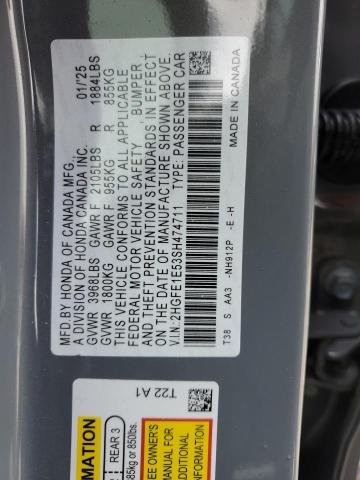 MFD. BY HONDA OF CANADA MFG., 01/25
A DIVISION OF HONDA CANADA INC.
GVWR 3968LBS GAWR F 2105LBS R 1884LBS
GVWR 1800KG GAWR F 955KG R 855KG
THIS VEHICLE CONFORMS TO ALL APPLICABLE
FEDERAL MOTOR VEHICLE SAFETY, BUMPER,
AND THEFT PREVENTION STANDARDS IN EFFECT
ON THE DATE OF MANUFACTURE SHOWN ABOVE.
V.I.N.: 2HGFE1E53SH474711 TYPE: PASSENGER CAR
MADE IN CANADA
T38 S AA3 -NH912P -E -H
T22 A1
REAR 3
85kg or 850lbs.
EE OWNER'S
MANUAL FOR